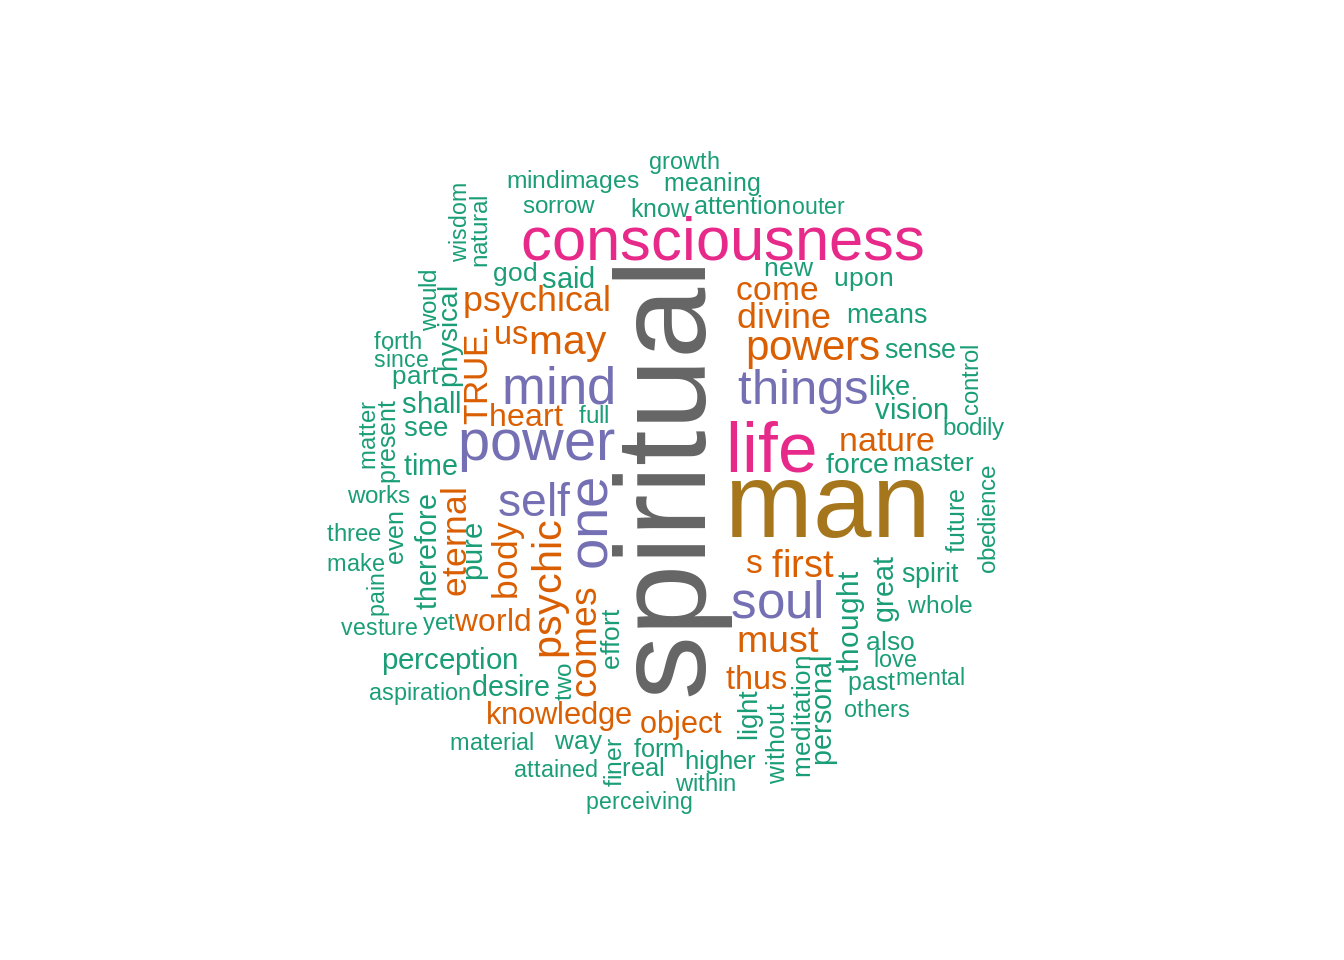 growth
mindimages
meaning
wisdom
natural
sorrow
know
attention
outer
consciousness
god
said
new
upon
would
physical
psychical
come
divine
means
spiritual
forth
since
part
TRUE.
us
may
powers
sense
control
mind
things
like
shall
heart
full
vision
matter
present
see
power
life
nature
bodily
time
force
master
man
works
self
one
eternal
therefore
three
even
pure
body
psychic
future
obedience
make
pain
s
first
great
spirit
soul
thought
whole
vesture
yet
world
comes
effort
must
also
love
perception
thus
past
mental
aspiration
desire
two
meditation
personal
others
knowledge
object
light
without
material
way
form
higher
attained
finer
real
within
perceiving